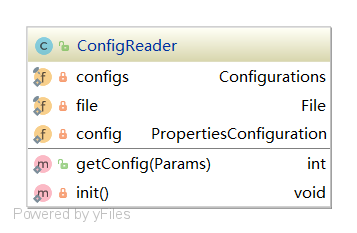 C ConfigReader
f configs Configurations
f file File
f config PropertiesConfiguration
m getConfig(Params) int
m init() void
Powered by yFiles